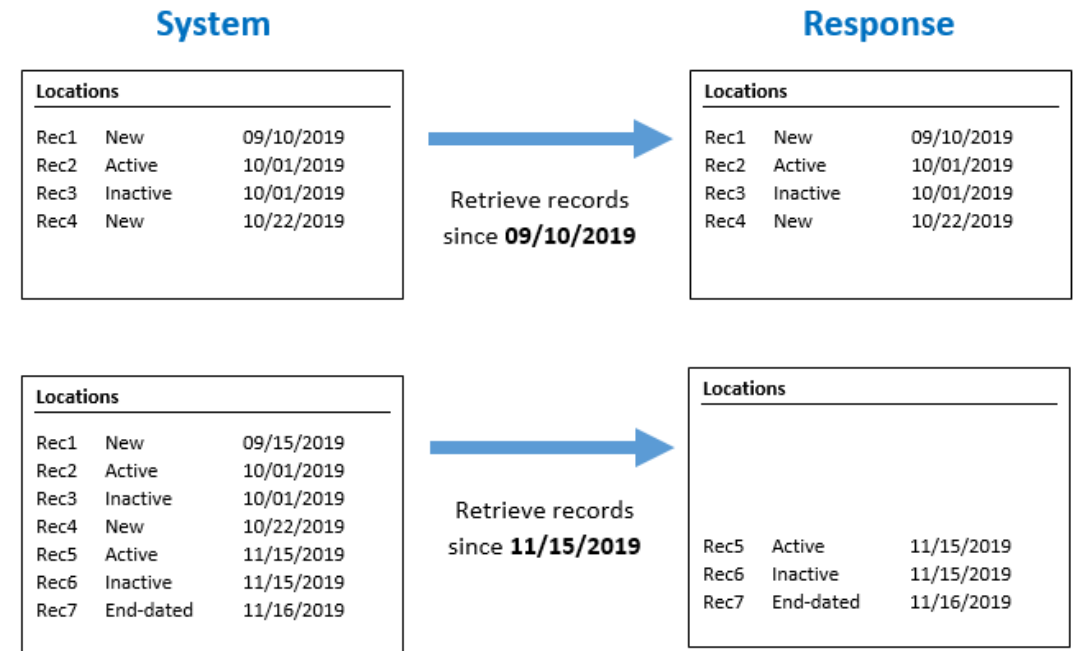 System
Response
Locations
Rec1 New 09/10/2019
Rec2 Active 10/01/2019
Rec3 Inactive 10/01/2019
Rec4 New 10/22/2019
Retrieve records
since 09/10/2019
Locations
Rec1 New 09/10/2019
Rec2 Active 10/01/2019
Rec3 Inactive 10/01/2019
Rec4 New 10/22/2019
Locations
Rec1 New 09/15/2019
Rec2 Active 10/01/2019
Rec3 Inactive 10/01/2019
Rec4 New 10/22/2019
Rec5 Active 11/15/2019
Rec6 Inactive 11/15/2019
Rec7 End-dated 11/16/2019
Retrieve records
since 11/15/2019
Locations
Rec5 Active 11/15/2019
Rec6 Inactive 11/15/2019
Rec7 End-dated 11/16/2019